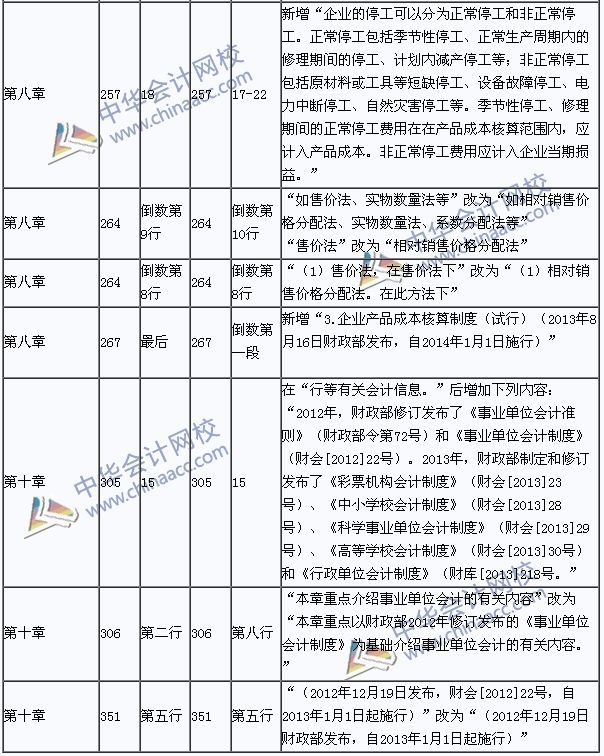 第八章 257 18 257 17-22
新增“企业的停工可以分为正常停工和非正常停
工。正常停工包括季节性停工、正常生产周期内的
修理期间的停工、计划内减产停工等；非正常停工
包括原材料或工具等短缺停工、设备故障停工、电
力中断停工、自然灾害停工等。季节性停工、修理
期间的正常停工费用在在产品成本核算范围内，应
计入产品成本。非正常停工费用应计入企业当期损
益。”
第八章 264 倒数第
9行 264 倒数第
10行
“如售价法、实物数量法等”改为“如相对销售价
格分配法、实物数量法、系数分配法等”
“售价法”改为“相对销售价格分配法”
第八章 264 倒数第
8行 264 倒数第
8行
“（1）售价法，在售价法下”改为“（1）相对销
售价格分配法。在此方法下”
第八章 267 最后 267 倒数第
一段
新增“3.企业产品成本核算制度（试行）（2013年8
月16日财政部发布，自2014年1月1日施行）”
第十章 305 15 305 15
在“行等有关会计信息。”后增加下列内容：
“2012年，财政部修订发布了《事业单位会计准
则》（财政部令第72号）和《事业单位会计制度》
（财会[2012]22号）。2013年，财政部制定和修订
发布了《彩票机构会计制度》（财会[2013]23
号）、《中小学校会计制度》（财会[2013]28
号）、《科学事业单位会计制度》（财会[2013]29
号）、《高等学校会计制度》（财会[2013]30号）
和《行政单位会计制度》（财库[2013]218号。”
第十章 306 第二行 306 第八行
“本章重点介绍事业单位会计的有关内容”改为
“本章重点以财政部2012年修订发布的《事业单位
会计制度》为基础介绍事业单位会计的有关内容。
”
第十章 351 第五行 351 第五行
“（2012年12月19日发布，财会[2012]22号，自
2013年1月1日起施行）”改为“（2012年12月19日
财政部发布，自2013年1月1日起施行）”
中华会计网校
www.chinaacc.com
中华会计网校
www.chinaacc.com
中华会计网校
www.chinaacc.com
中华会计网校
www.chinaacc.com